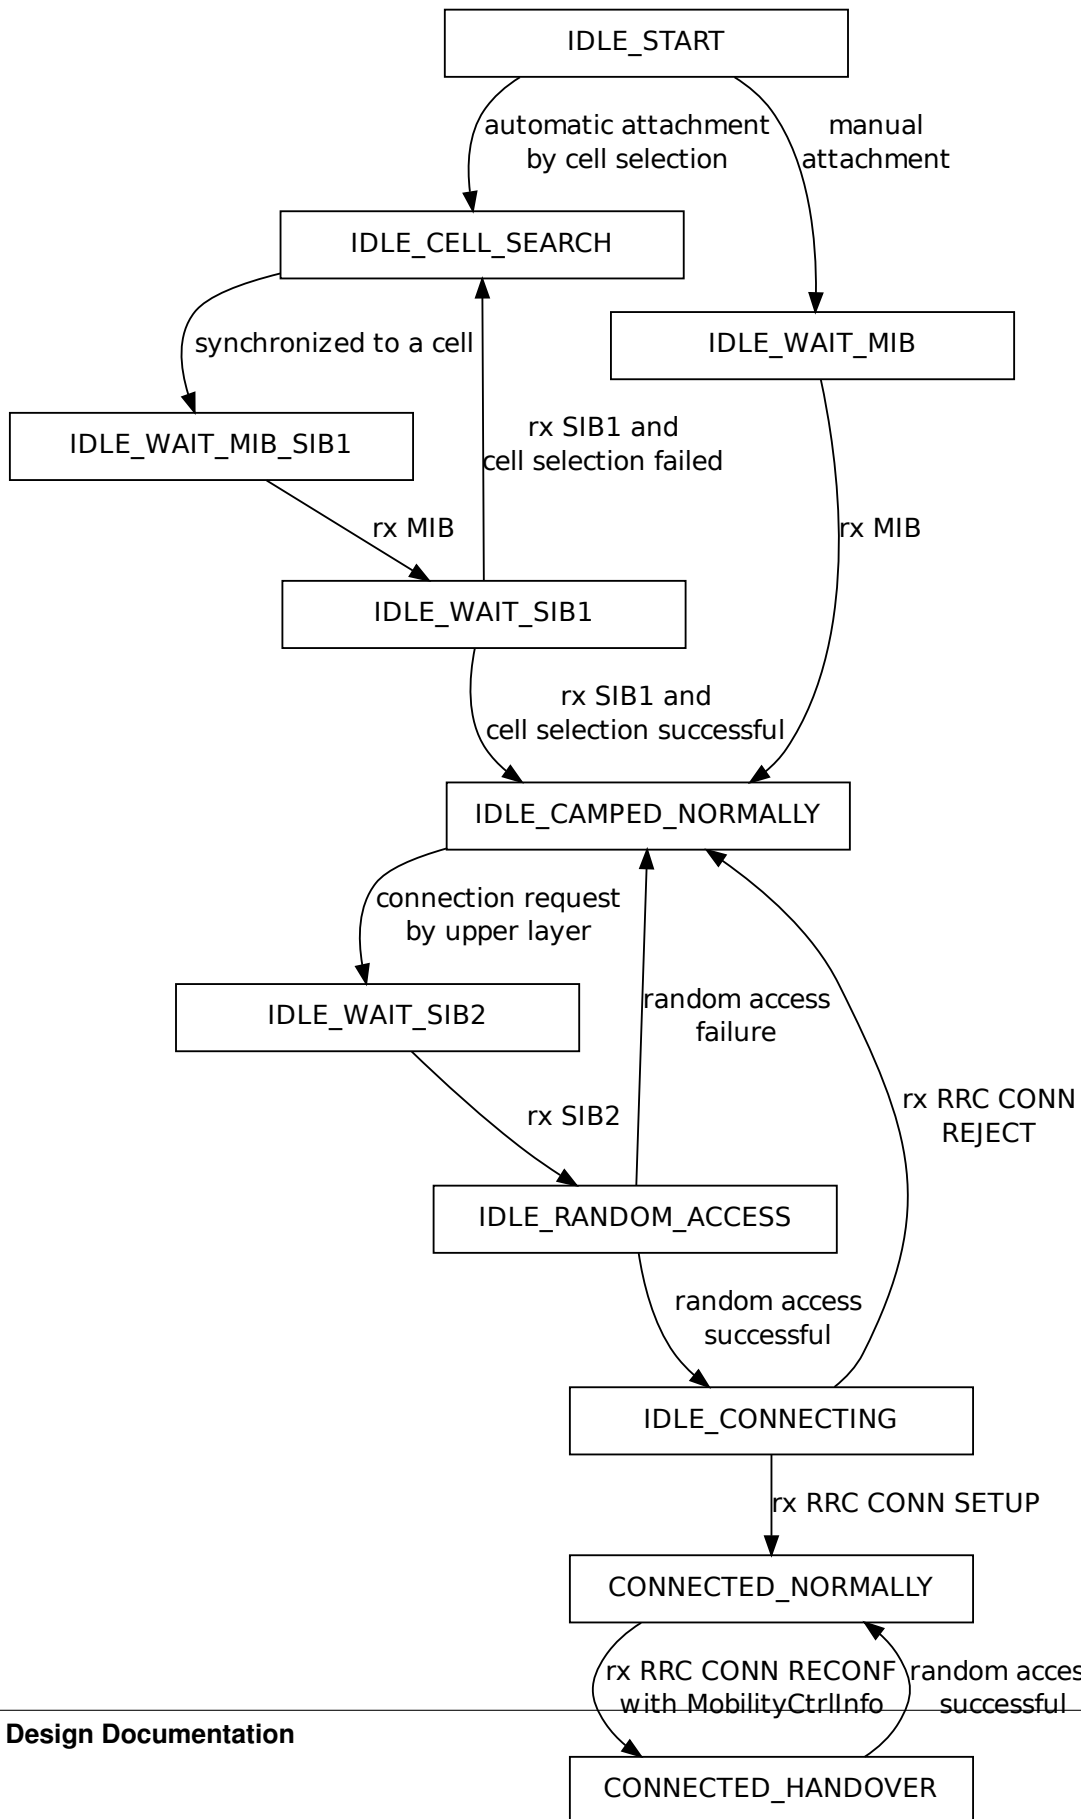 IDLE_START
automatic attachment
by cell selection
manual
attachment
IDLE_CELL_SEARCH
synchronized to a cell
IDLE_WAIT_MIB
IDLE_WAIT_MIB_SIB1
rx SIB1 and
cell selection failed
rx MIB
rx MIB
IDLE_WAIT_SIB1
rx SIB1 and
cell selection successful
IDLE_CAMPED_NORMALLY
connection request
by upper layer
IDLE_WAIT_SIB2
random access
failure
rx SIB2
rx RRC CONN
REJECT
IDLE_RANDOM_ACCESS
random access
successful
IDLE_CONNECTING
rx RRC CONN SETUP
CONNECTED_NORMALLY
rx RRC CONN RECONF
with MobilityCtrlInfo
random acces
successful
Design Documentation
CONNECTED_HANDOVER